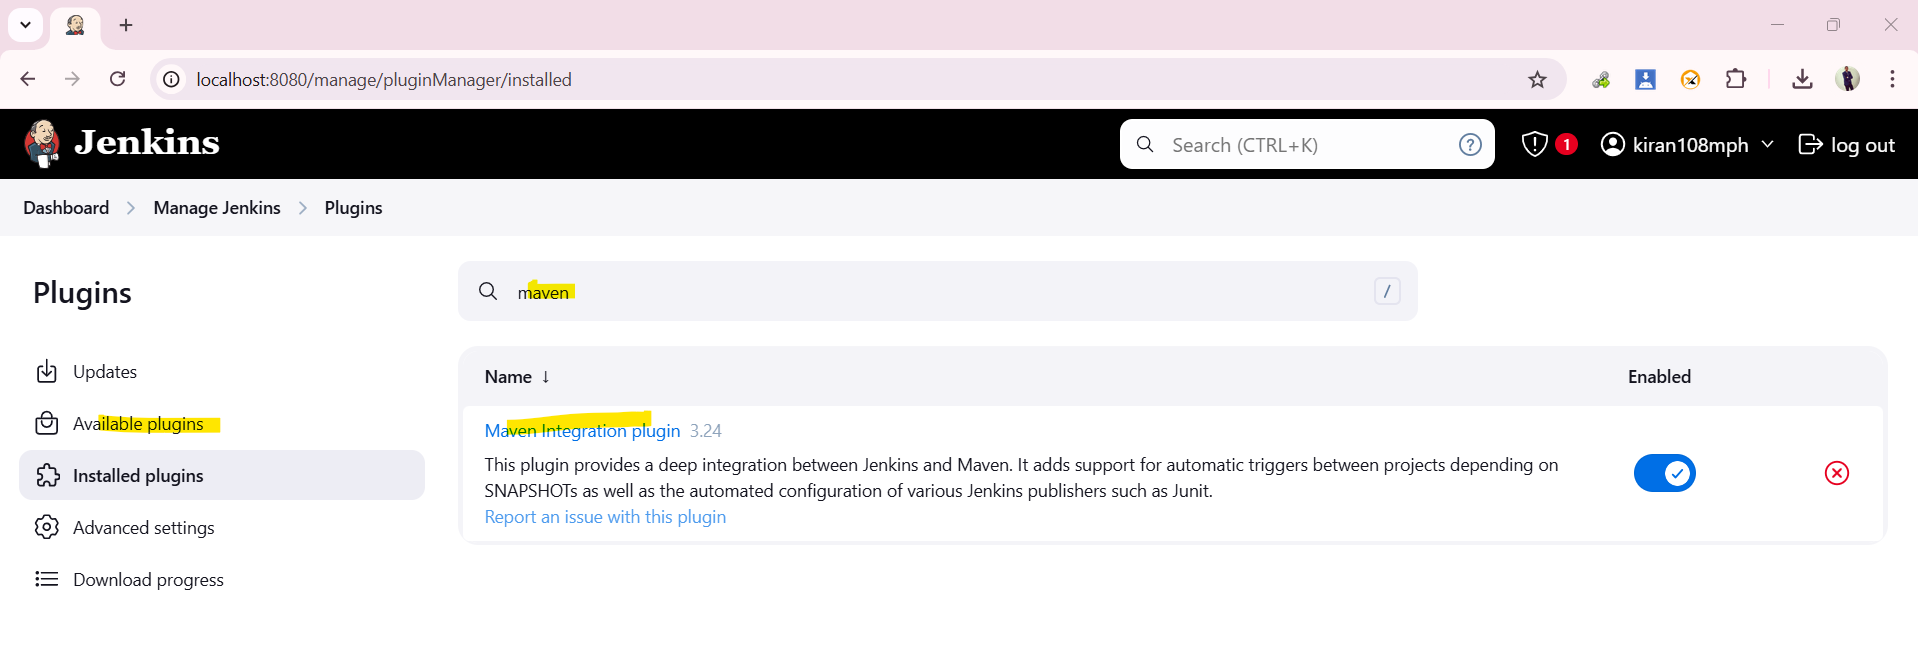 localhost:8080/manage/pluginManager/installed
Jenkins
Search (CTRL+K)
?
1
kiran108mph
log out
Dashboard
Manage Jenkins
Plugins
Plugins
maven
/
Updates
Available plugins
Installed plugins
Advanced settings
Download progress
Name ↓
Enabled
Maven Integration plugin 3.24
This plugin provides a deep integration between Jenkins and Maven. It adds support for automatic triggers between projects depending on
SNAPSHOTs as well as the automated configuration of various Jenkins publishers such as Junit.
Report an issue with this plugin